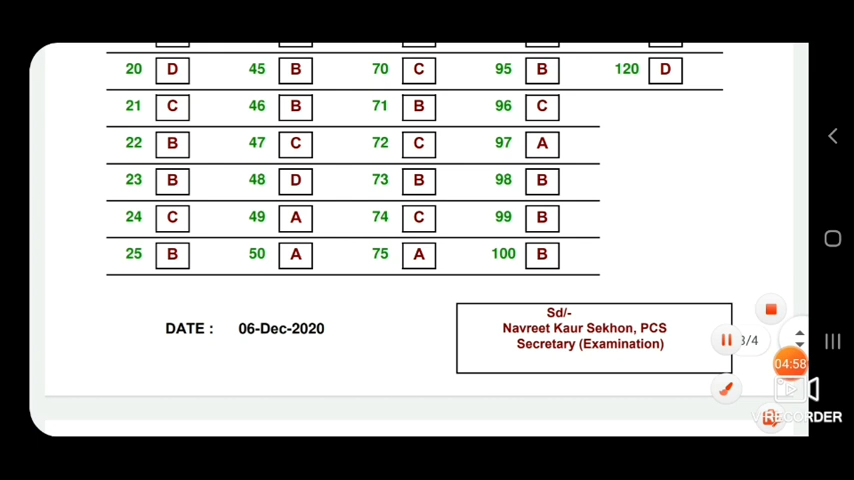 20 D 45 B 70 C 95 B 120 D
21 C 46 B 71 B 96 C
22 B 47 C 72 C 97 A
23 B 48 D 73 B 98 B
24 C 49 A 74 C 99 B
25 B 50 A 75 A 100 B
DATE : 06-Dec-2020
Sd/-
Navreet Kaur Sekhon, PCS
Secretary (Examination)
3/4
04:58
VIRECORDER